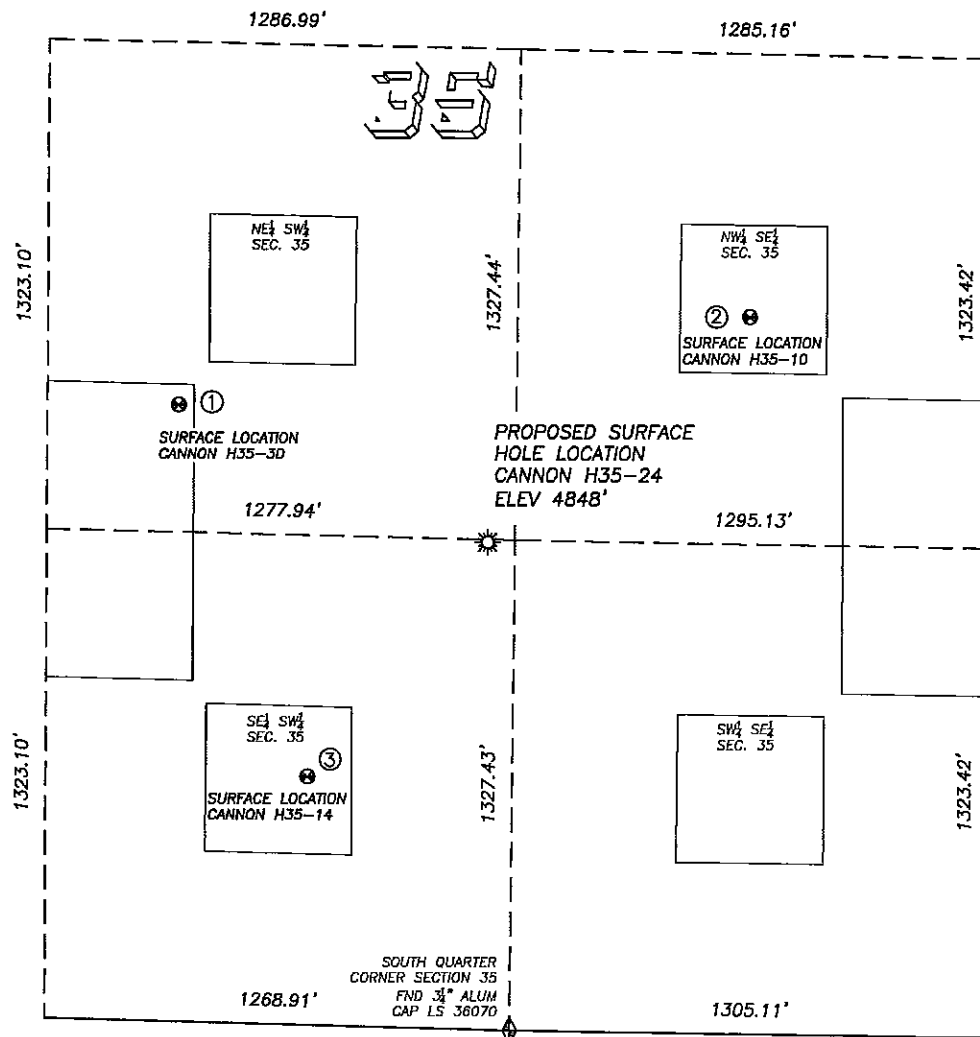 1286.99'
1285.16'
35
NE¼ SW¼
SEC. 35
NW¼ SE¼
SEC. 35
1323.10'
1327.44'
1323.42'
②
SURFACE LOCATION
CANNON H35-10
①
SURFACE LOCATION
CANNON H35-3D
PROPOSED SURFACE
HOLE LOCATION
CANNON H35-24
ELEV 4848'
1277.94'
1295.13'
SE¼ SW¼
SEC. 35
③
SURFACE LOCATION
CANNON H35-14
SW¼ SE¼
SEC. 35
1323.10'
1327.43'
1323.42'
SOUTH QUARTER
CORNER SECTION 35
FND 3¼" ALUM
CAP LS 36070
1268.91'
1305.11'